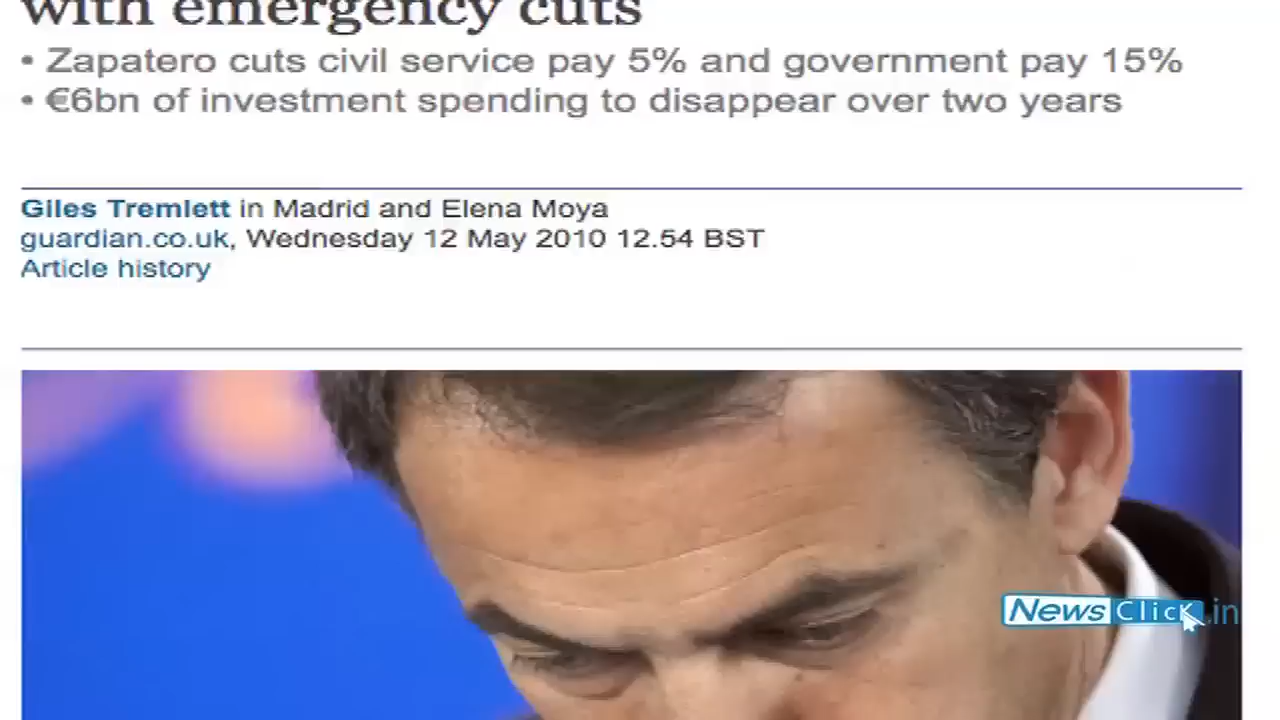 with emergency cuts
• Zapatero cuts civil service pay 5% and government pay 15%
• €6bn of investment spending to disappear over two years
Giles Tremlett in Madrid and Elena Moya
guardian.co.uk, Wednesday 12 May 2010 12.54 BST
Article history
NewsClick.in